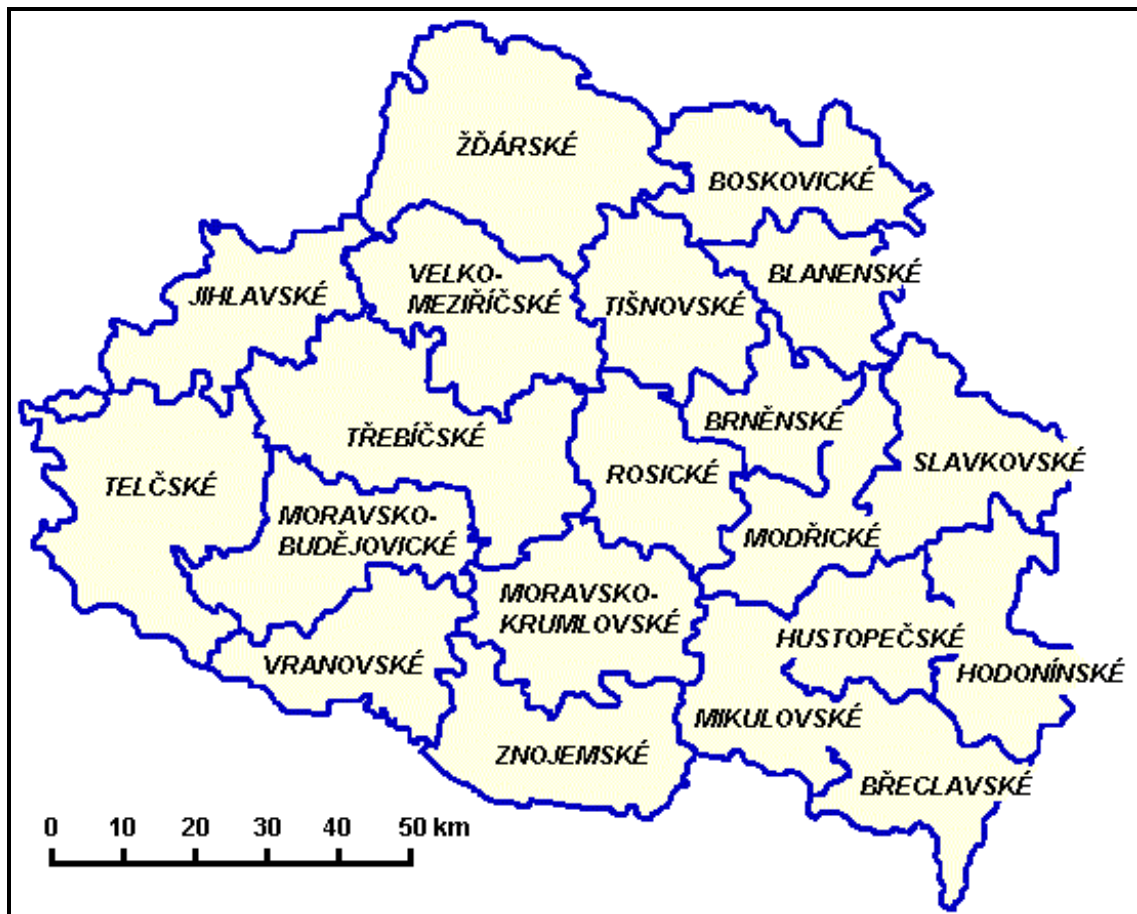 ŽĎÁRSKÉ
BOSKOVICKÉ
VELKO-
MEZIŘÍČSKÉ
BLANENSKÉ
JIHLAVSKÉ
TIŠNOVSKÉ
BRNĚNSKÉ
TŘEBÍČSKÉ
SLAVKOVSKÉ
ROSICKÉ
TELČSKÉ
MORAVSKO-
BUDĚJOVICKÉ
MODŘICKÉ
MORAVSKO-
KRUMLOVSKÉ
HUSTOPEČSKÉ
VRANOVSKÉ
HODONÍNSKÉ
MIKULOVSKÉ
ZNOJEMSKÉ
BŘECLAVSKÉ
0 10 20 30 40 50 km